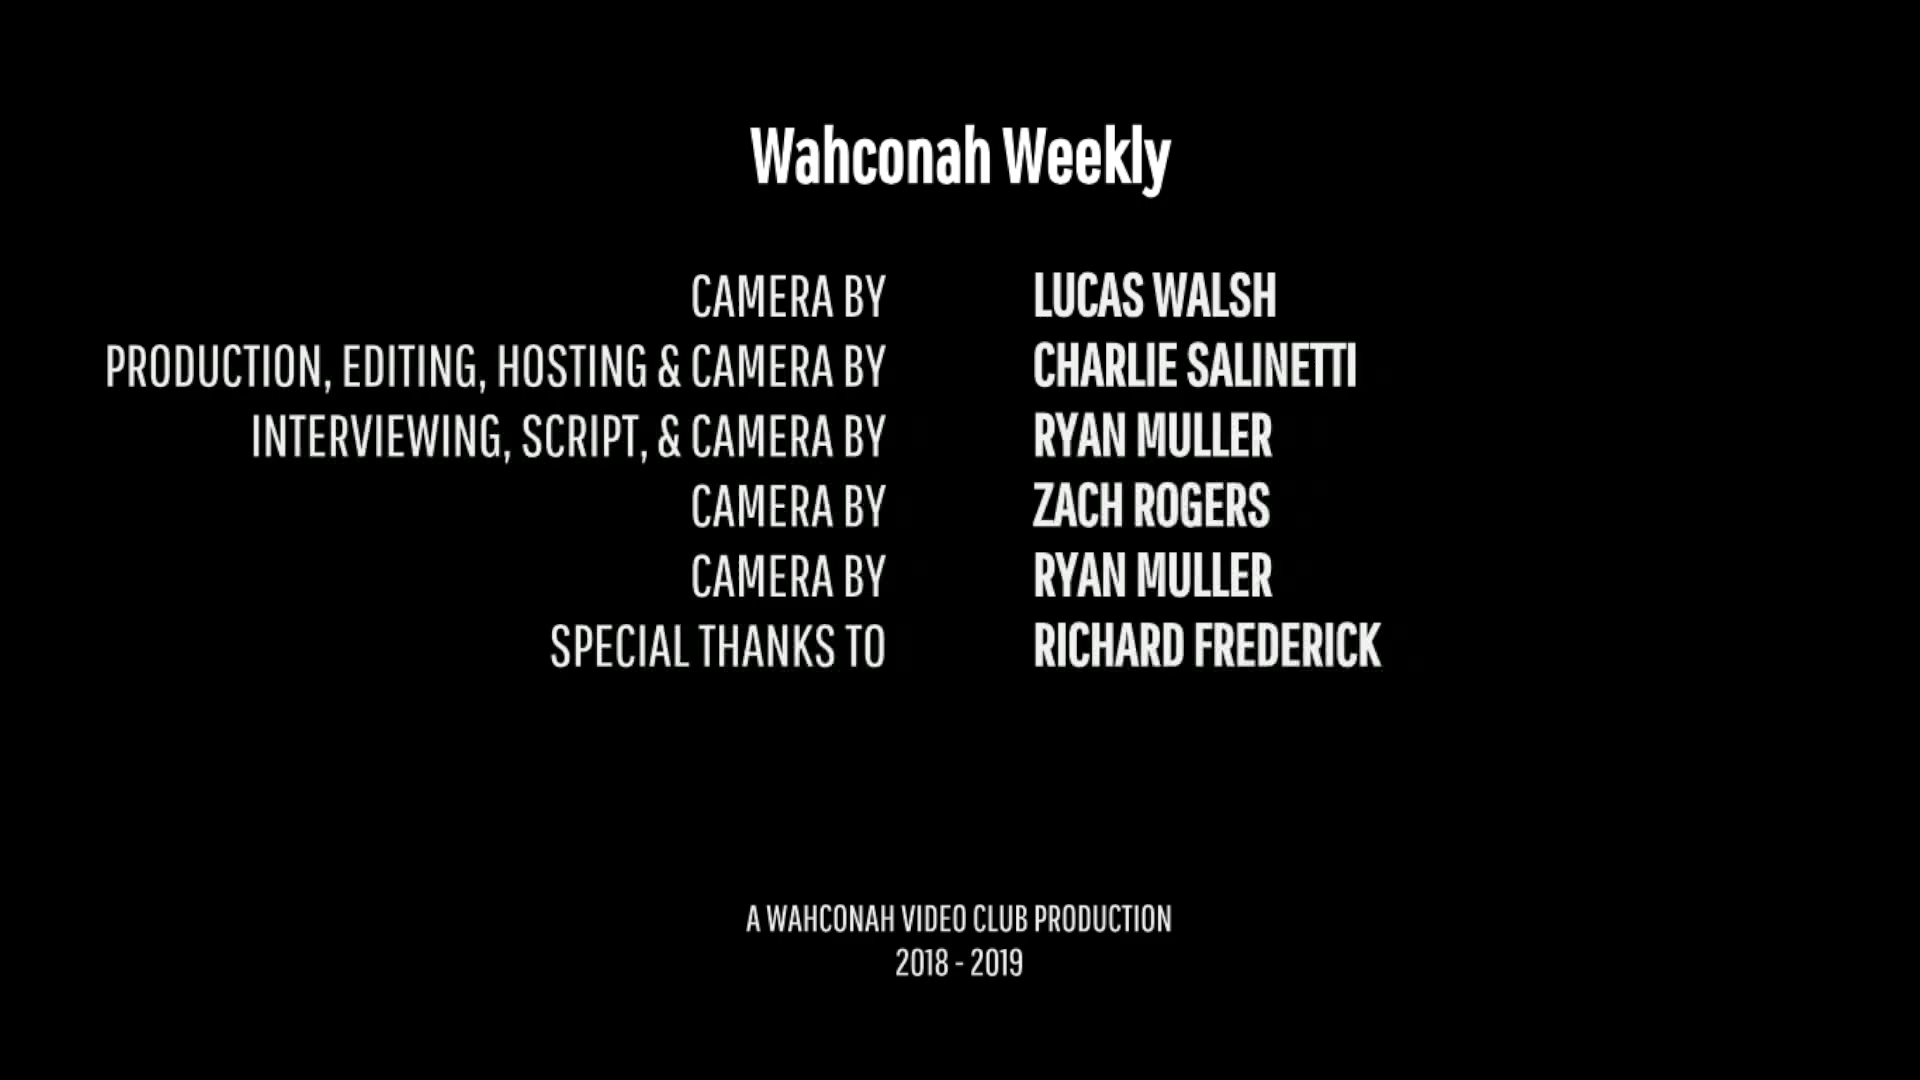 Wahconah Weekly
CAMERA BY LUCAS WALSH
PRODUCTION, EDITING, HOSTING & CAMERA BY CHARLIE SALINETTI
INTERVIEWING, SCRIPT, & CAMERA BY RYAN MULLER
CAMERA BY ZACH ROGERS
CAMERA BY RYAN MULLER
SPECIAL THANKS TO RICHARD FREDERICK
A WAHCONAH VIDEO CLUB PRODUCTION
2018 - 2019